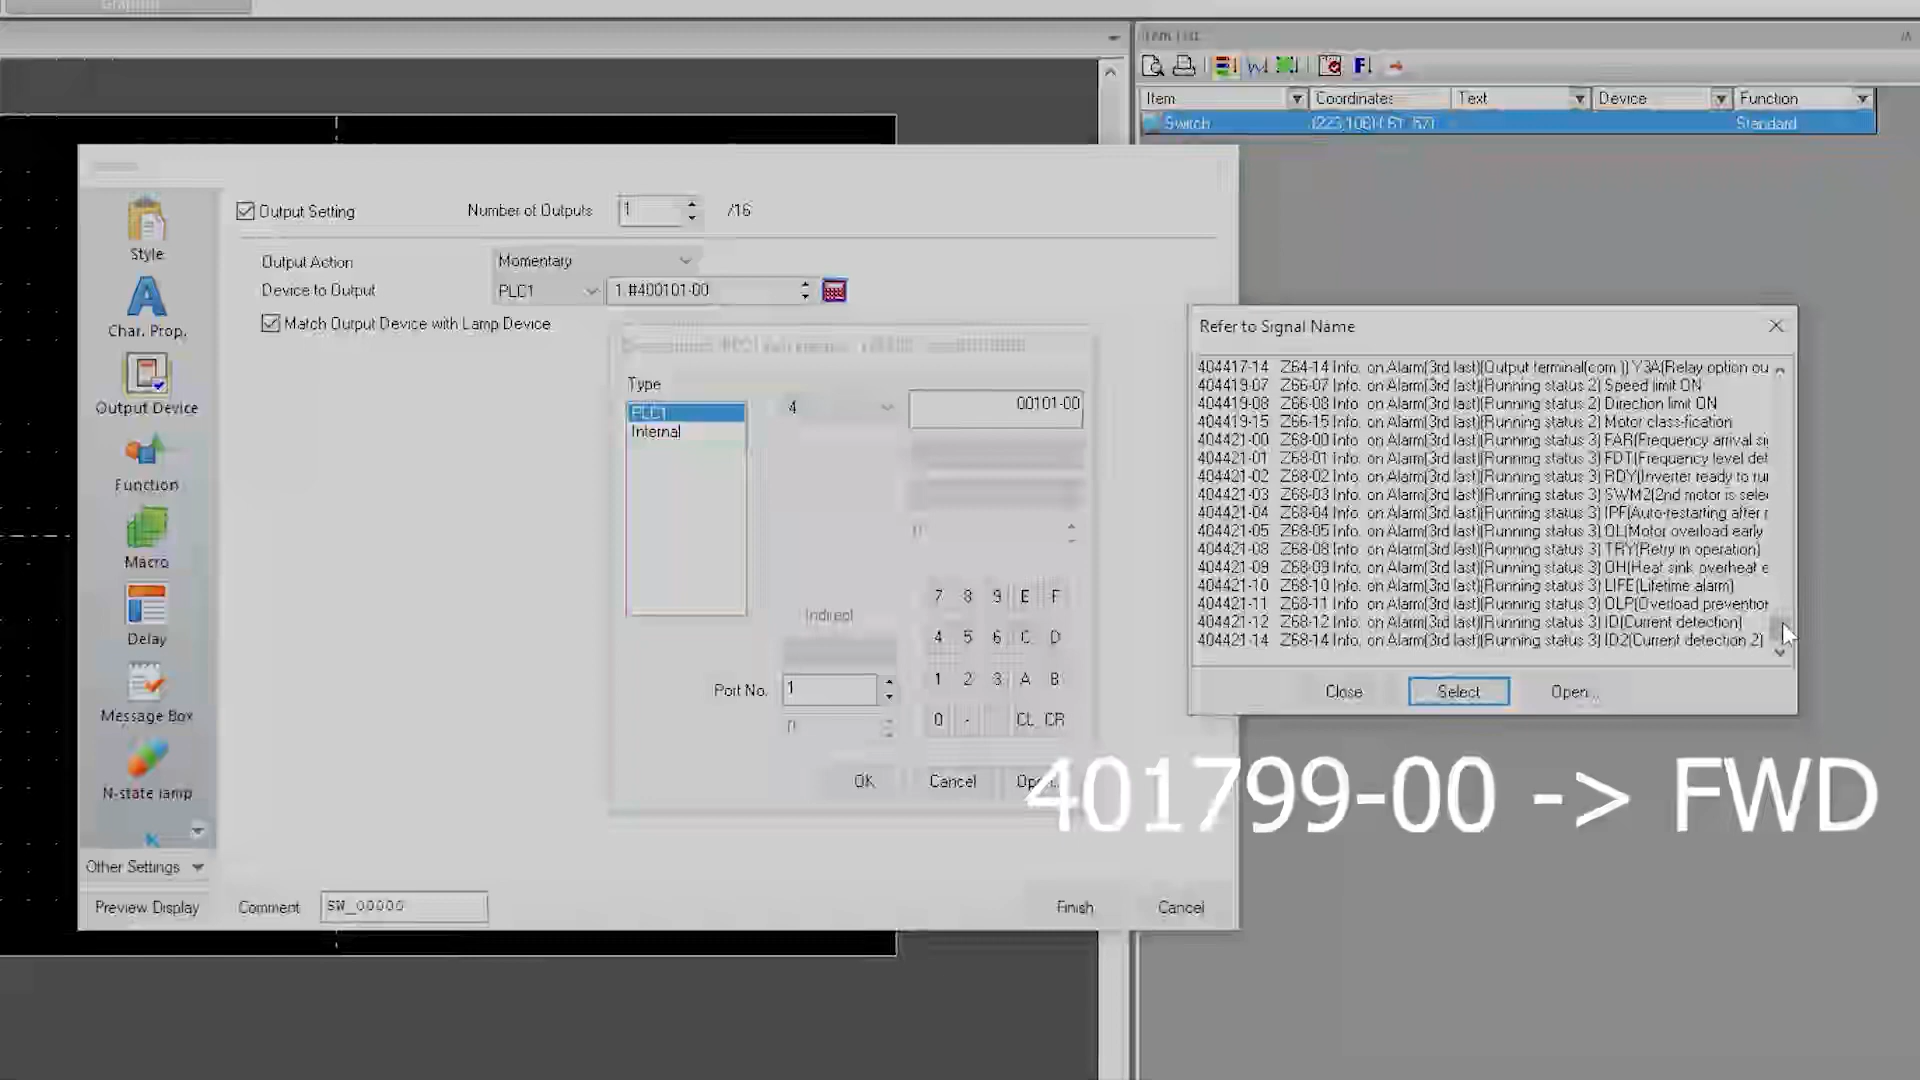 Graphic
Item List
Item Coordinates Text Device Function
Switch Standard
Output Setting Number of Outputs 1 /16
Output Action Momentary
Device to Output PLC1 1.#400101-00
Match Output Device with Lamp Device
Style
Char. Prop.
Output Device
Function
Macro
Delay
Message Box
N-state lamp
Other Settings
Preview Display Comment SW_00000 Finish Cancel
Type
PLC1
Internal
4 00101-00
7 8 9 E F
4 5 6 C D
1 2 3 A B
0 - CL CR
Indirect
Port No. 1
0
OK Cancel
Refer to Signal Name
404417-14 Z64-14 Info. on Alarm(3rd last)(Output terminal(com.)) Y3A(Relay option ou
404419-07 Z66-07 Info. on Alarm(3rd last)(Running status 2) Speed limit ON
404419-08 Z66-08 Info. on Alarm(3rd last)(Running status 2) Direction limit ON
404419-15 Z66-15 Info. on Alarm(3rd last)(Running status 2) Motor class-fication
404421-00 Z68-00 Info. on Alarm(3rd last)(Running status 3) FAR(Frequency arrival si
404421-01 Z68-01 Info. on Alarm(3rd last)(Running status 3) FDT(Frequency level det
404421-02 Z68-02 Info. on Alarm(3rd last)(Running status 3) RDY(Inverter ready to ru
404421-03 Z68-03 Info. on Alarm(3rd last)(Running status 3) SWM2(2nd motor is sele
404421-04 Z68-04 Info. on Alarm(3rd last)(Running status 3) IPF(Auto-restarting after r
404421-05 Z68-05 Info. on Alarm(3rd last)(Running status 3) OL(Motor overload early
404421-08 Z68-08 Info. on Alarm(3rd last)(Running status 3) TRY(Retry in operation)
404421-09 Z68-09 Info. on Alarm(3rd last)(Running status 3) OH(Heat sink overheat e
404421-10 Z68-10 Info. on Alarm(3rd last)(Running status 3) LIFE(Lifetime alarm)
404421-11 Z68-11 Info. on Alarm(3rd last)(Running status 3) OLP(Overload prevention
404421-12 Z68-12 Info. on Alarm(3rd last)(Running status 3) ID(Current detection)
404421-14 Z68-14 Info. on Alarm(3rd last)(Running status 3) ID2(Current detection 2)
Close Select Open...
401799-00 -> FWD